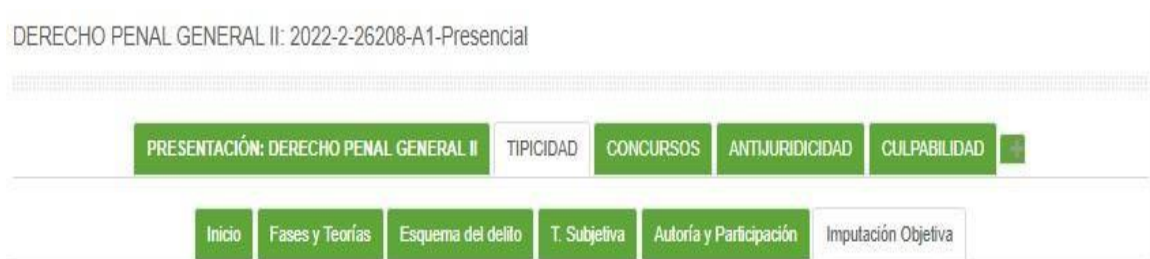 DERECHO PENAL GENERAL II: 2022-2-26208-A1-Presencial
PRESENTACIÓN: DERECHO PENAL GENERAL II TIPICIDAD CONCURSOS ANTIJURIDICIDAD CULPABILIDAD +
Inicio Fases y Teorías Esquema del delito T. Subjetiva Autoría y Participación Imputación Objetiva